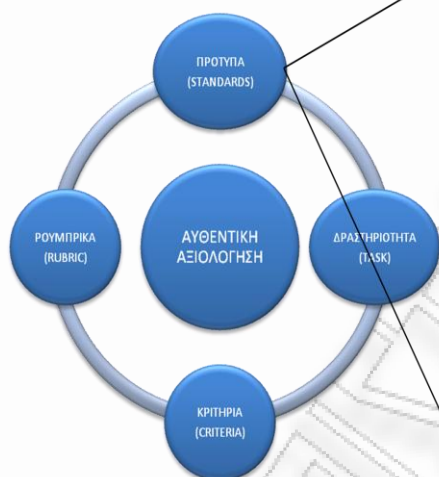 ΠΡΟΤΥΠΑ
(STANDARDS)
ΡΟΥΜΠΡΙΚΑ
(RUBRIC)
ΑΥΘΕΝΤΙΚΗ
ΑΞΙΟΛΟΓΗΣΗ
ΔΡΑΣΤΗΡΙΟΤΗΤΑ
(TASK)
ΚΡΙΤΗΡΙΑ
(CRITERIA)